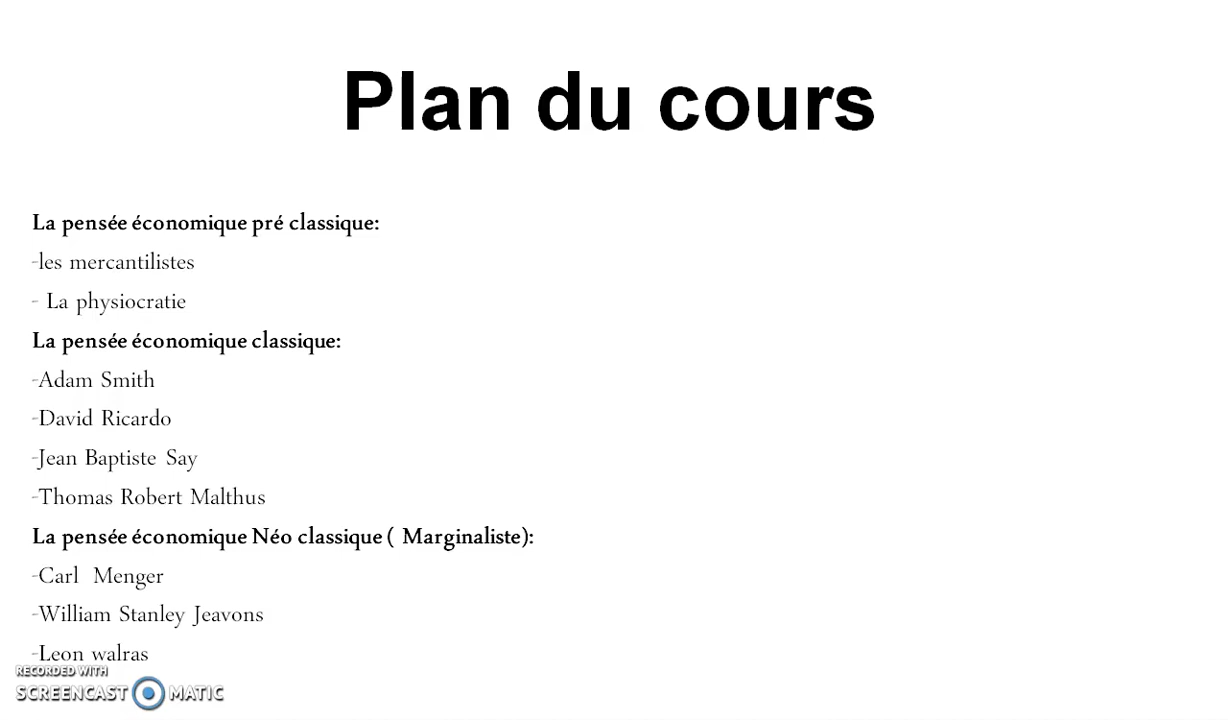 Plan du cours
La pensée économique pré classique:
-les mercantilistes
- La physiocratie
La pensée économique classique:
-Adam Smith
-David Ricardo
-Jean Baptiste Say
-Thomas Robert Malthus
La pensée économique Néo classique ( Marginaliste):
-Carl Menger
-William Stanley Jeavons
-Leon walras
RECORDED WITH
SCREENCAST MATIC